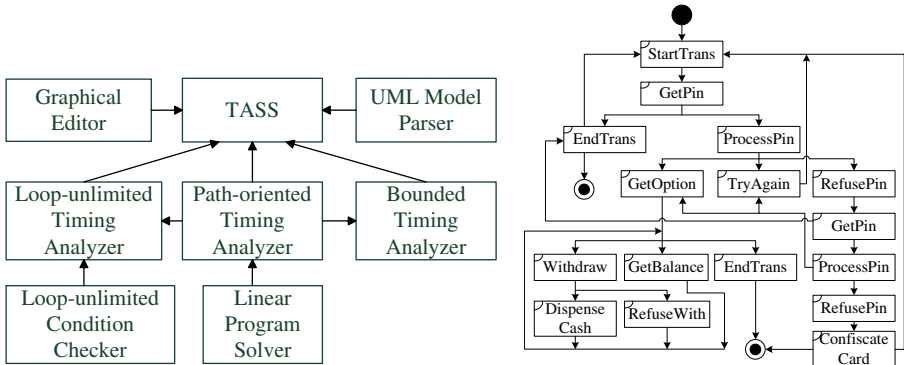 Graphical
Editor
TASS
UML Model
Parser
Loop-unlimited
Timing
Analyzer
Path-oriented
Timing
Analyzer
Bounded
Timing
Analyzer
Loop-unlimited
Condition
Checker
Linear
Program
Solver
StartTrans
GetPin
EndTrans
ProcessPin
GetOption
TryAgain
RefusePin
GetPin
Withdraw
GetBalance
EndTrans
ProcessPin
Dispense
Cash
RefuseWith
RefusePin
Confiscate
Card